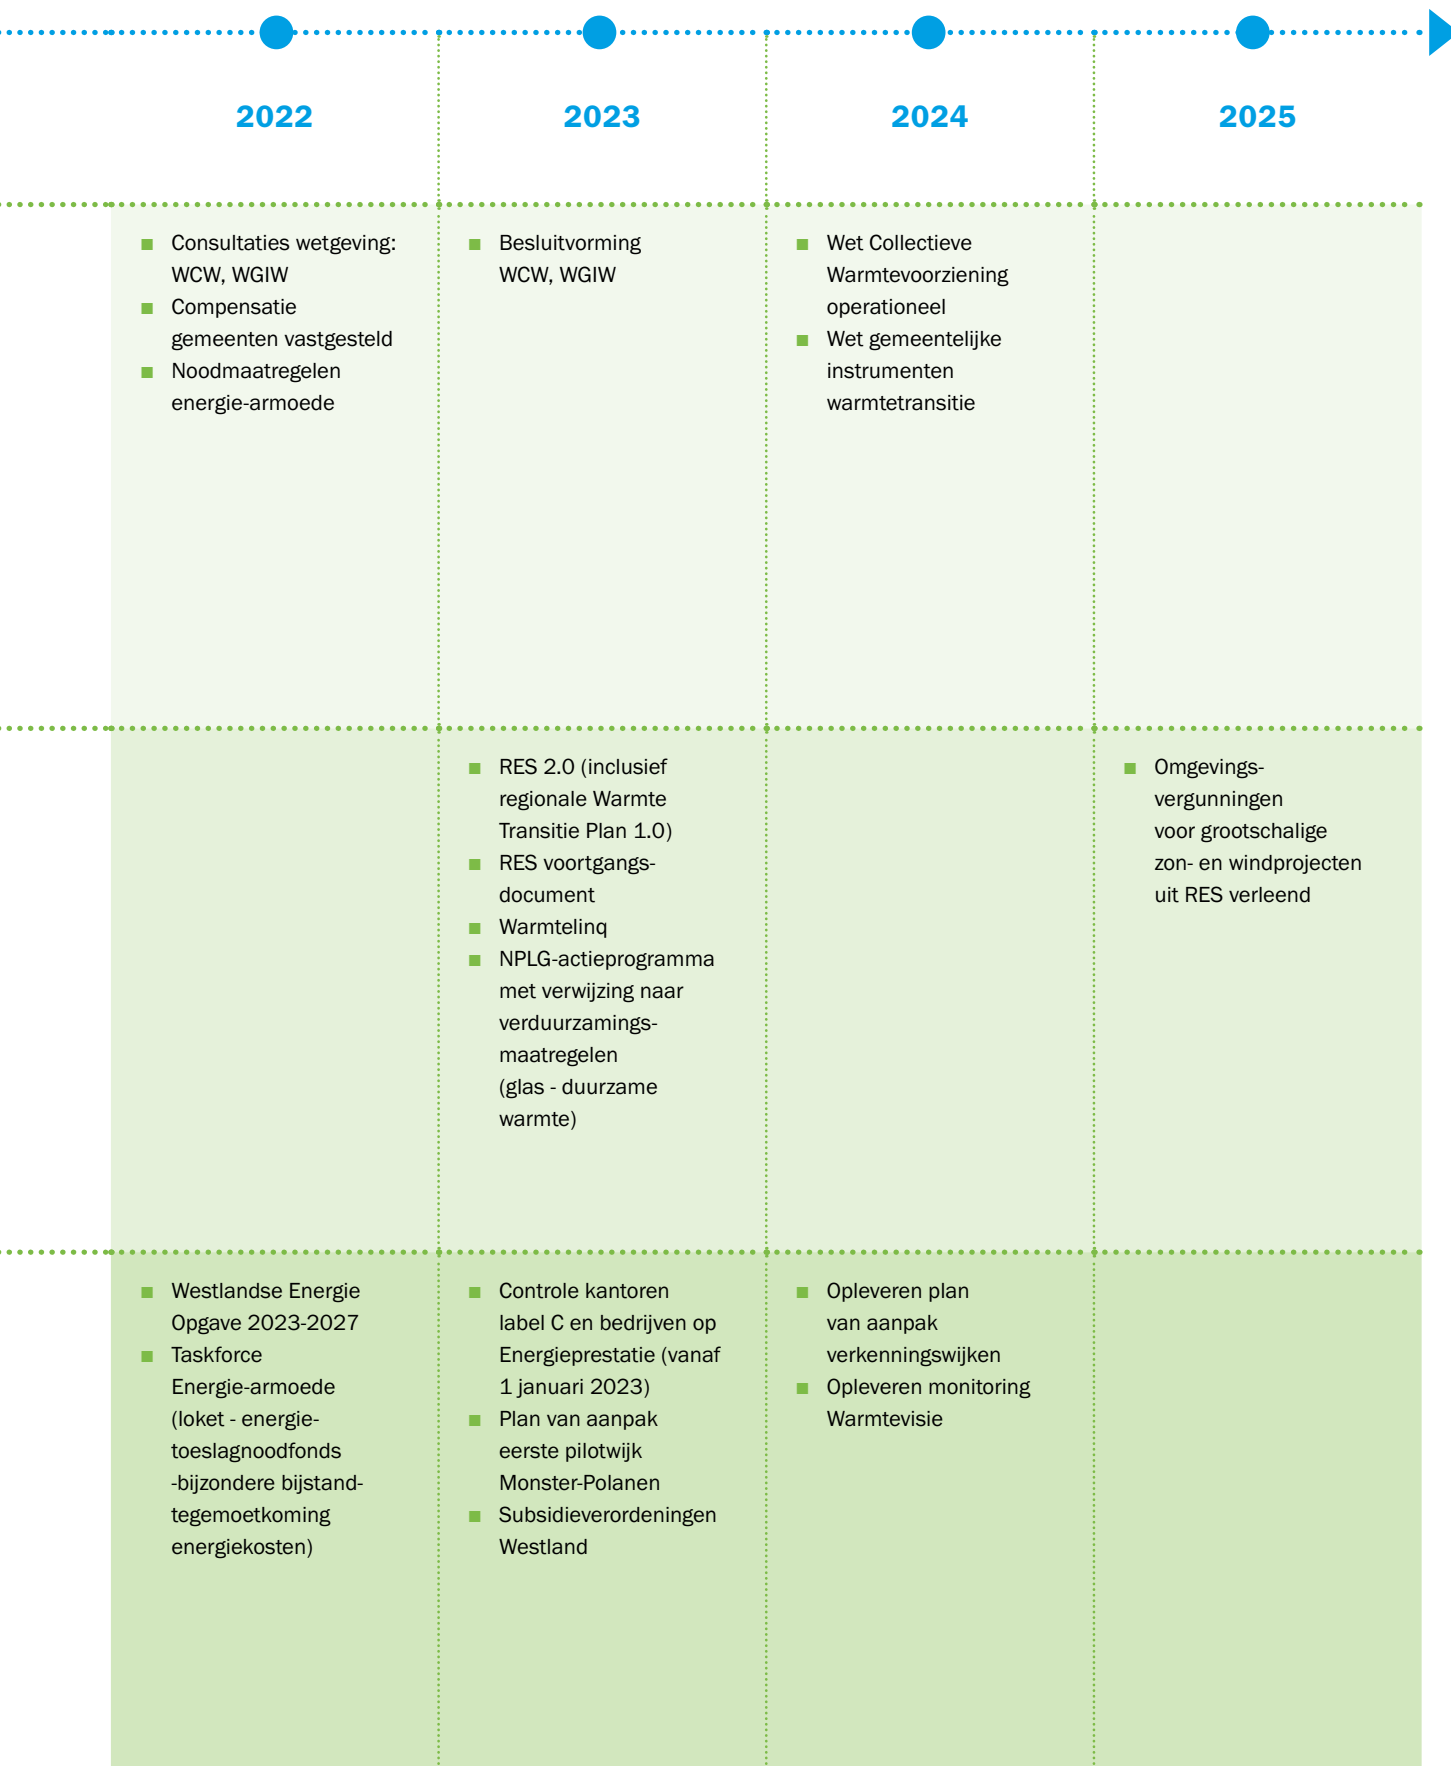 2022
2023
2024
2025
■ Consultaties wetgeving:
WCW, WGIW
■ Compensatie
gemeenten vastgesteld
■ Noodmaatregelen
energie-armoede
■ Besluitvorming
WCW, WGIW
■ Wet Collectieve
Warmtevoorziening
operationeel
■ Wet gemeentelijke
instrumenten
warmtetransitie
■ RES 2.0 (inclusief
regionale Warmte
Transitie Plan 1.0)
■ RES voortgangs-
document
■ Warmtelinq
■ NPLG-actieprogramma
met verwijzing naar
verduurzamings-
maatregelen
(glas - duurzame
warmte)
■ Omgevings-
vergunningen
voor grootschalige
zon- en windprojecten
uit RES verleend
■ Westlandse Energie
Opgave 2023-2027
■ Taskforce
Energie-armoede
(loket - energie-
toeslagnoodfonds
-bijzondere bijstand-
tegemoetkoming
energiekosten)
■ Controle kantoren
label C en bedrijven op
Energieprestatie (vanaf
1 januari 2023)
■ Plan van aanpak
eerste pilotwijk
Monster-Polanen
■ Subsidieverordeningen
Westland
■ Opleveren plan
van aanpak
verkenningswijken
■ Opleveren monitoring
Warmtevisie